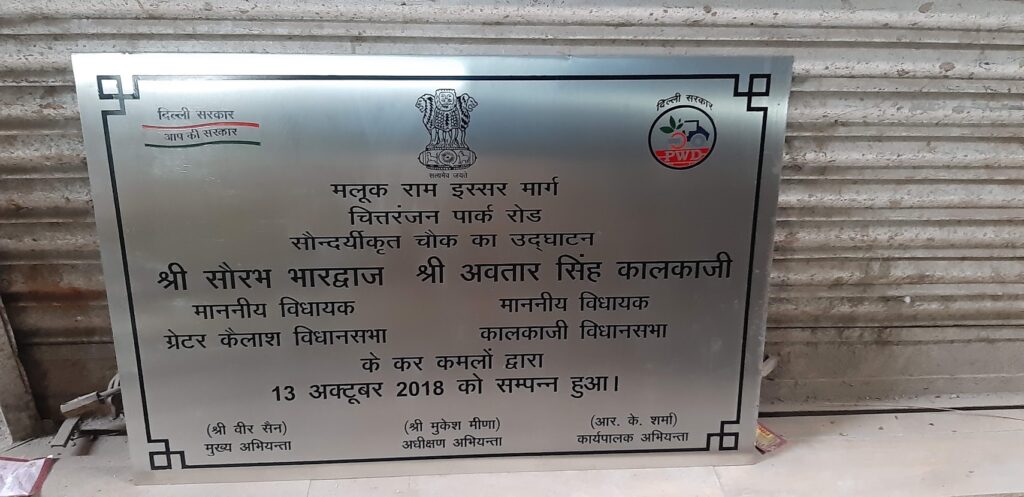 दिल्ली सरकार
आप की सरकार
सत्यमेव जयते
दिल्ली सरकार
PWD
मलूक राम इस्सर मार्ग
चित्तरंजन पार्क रोड
सौन्दर्यीकृत चौक का उद्घाटन
श्री सौरभ भारद्वाज श्री अवतार सिंह कालकाजी
माननीय विधायक माननीय विधायक
ग्रेटर कैलाश विधानसभा कालकाजी विधानसभा
के कर कमलों द्वारा
13 अक्टूबर 2018 को सम्पन्न हुआ।
(श्री वीर सैन) (श्री मुकेश मीणा) (आर. के. शर्मा)
मुख्य अभियन्ता अधीक्षण अभियन्ता कार्यपालक अभियन्ता